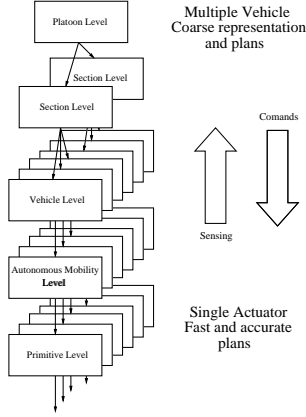 Platoon Level
Multiple Vehicle
Coarse representation
and plans
Section Level
Section Level
Comands
Vehicle Level
Sensing
Autonomous Mobility
Level
Single Actuator
Fast and accurate
plans
Primitive Level